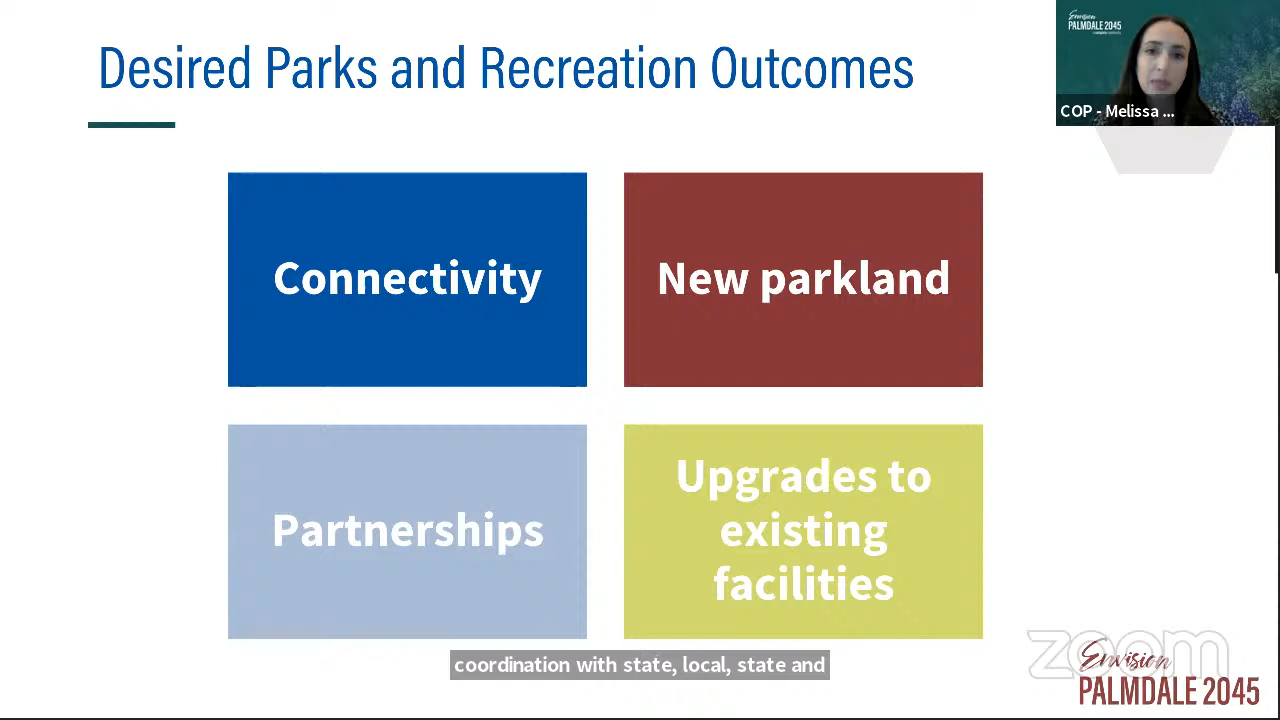 Desired Parks and Recreation Outcomes
Envision
PALMDALE 2045
COP - Melissa ...
Connectivity
New parkland
Partnerships
Upgrades to
existing
facilities
coordination with state, local, state and
zoom
Envision
PALMDALE 2045